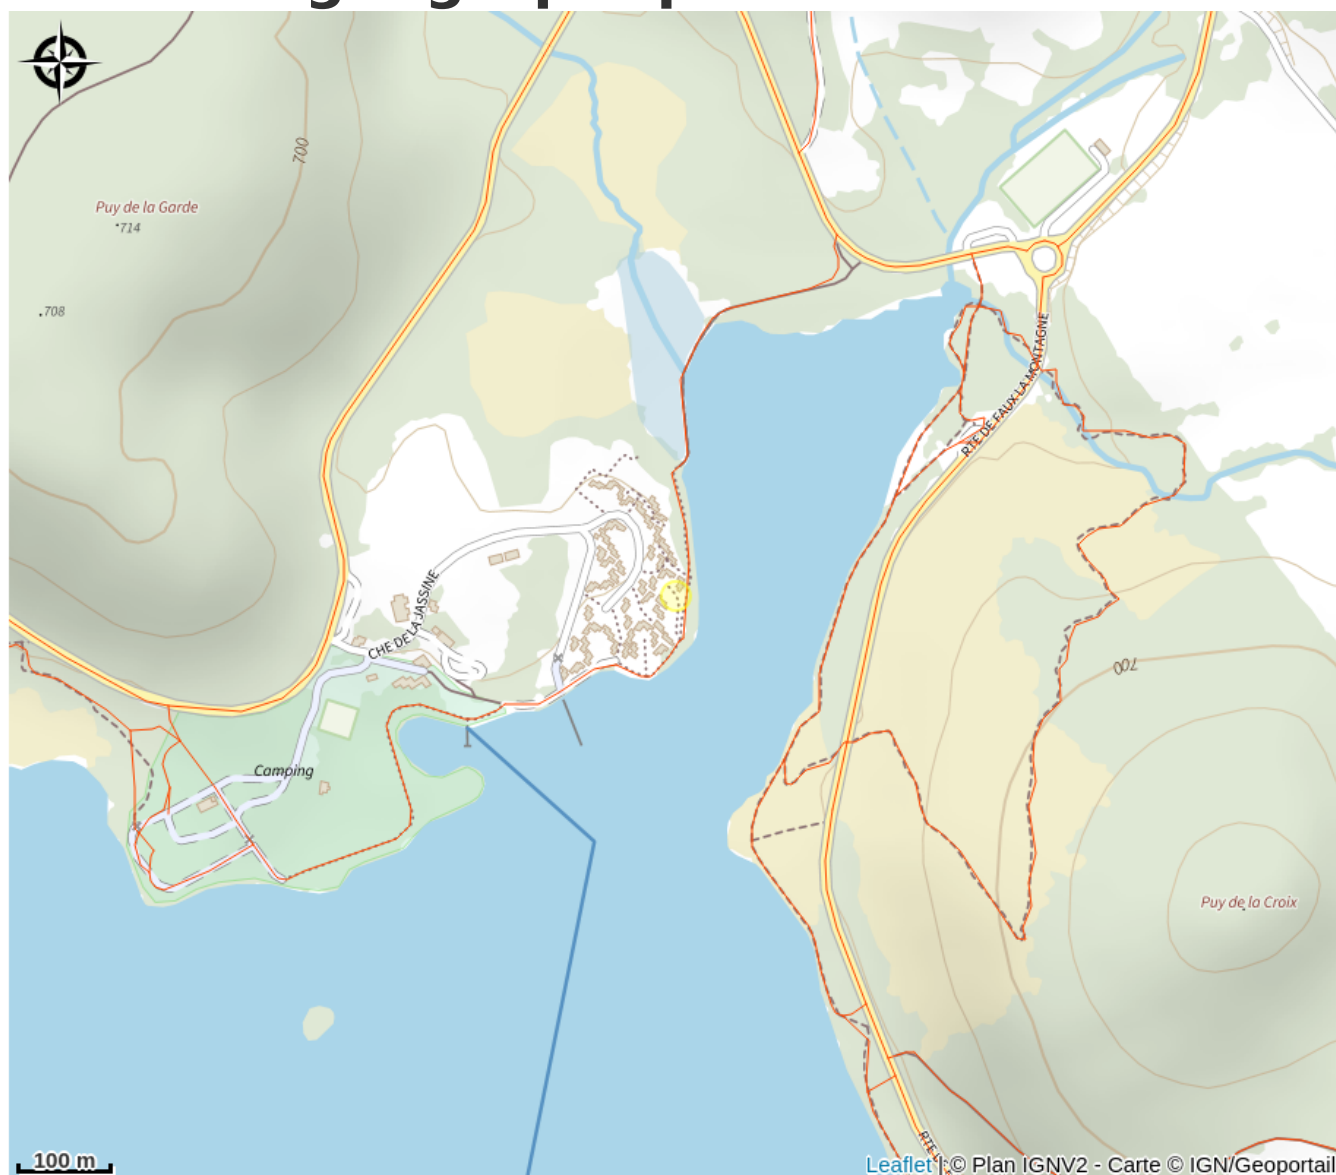 700
Puy de la Garde
714
708
RTE DE FAUX LA MONTAGNE
CHE DE LA JASSINE
700
Camping
Puy de la Croix
RTE
100 m
Leaflet | © Plan IGNV2 - Carte © IGN/Geoportail